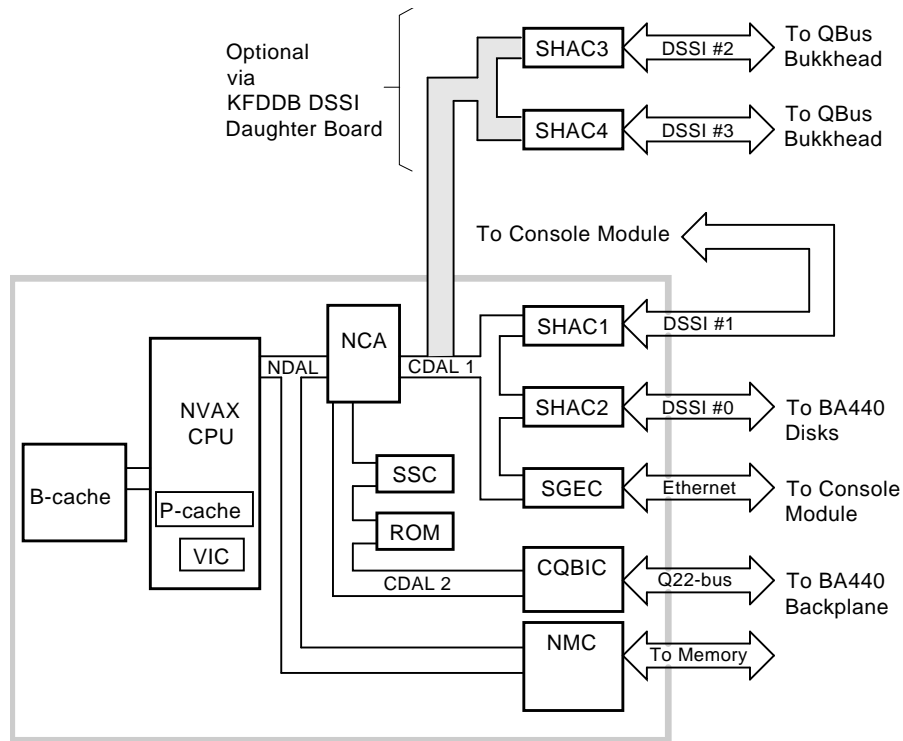 Optional
via
KFDDB DSSI
Daughter Board
SHAC3
DSSI #2
To QBus
Bukkhead
SHAC4
DSSI #3
To QBus
Bukkhead
To Console Module
NCA
SHAC1
DSSI #1
NDAL
CDAL 1
NVAX
CPU
SHAC2
DSSI #0
To BA440
Disks
B-cache
P-cache
VIC
SSC
SGEC
Ethernet
To Console
Module
ROM
CDAL 2
CQBIC
Q22-bus
To BA440
Backplane
NMC
To Memory